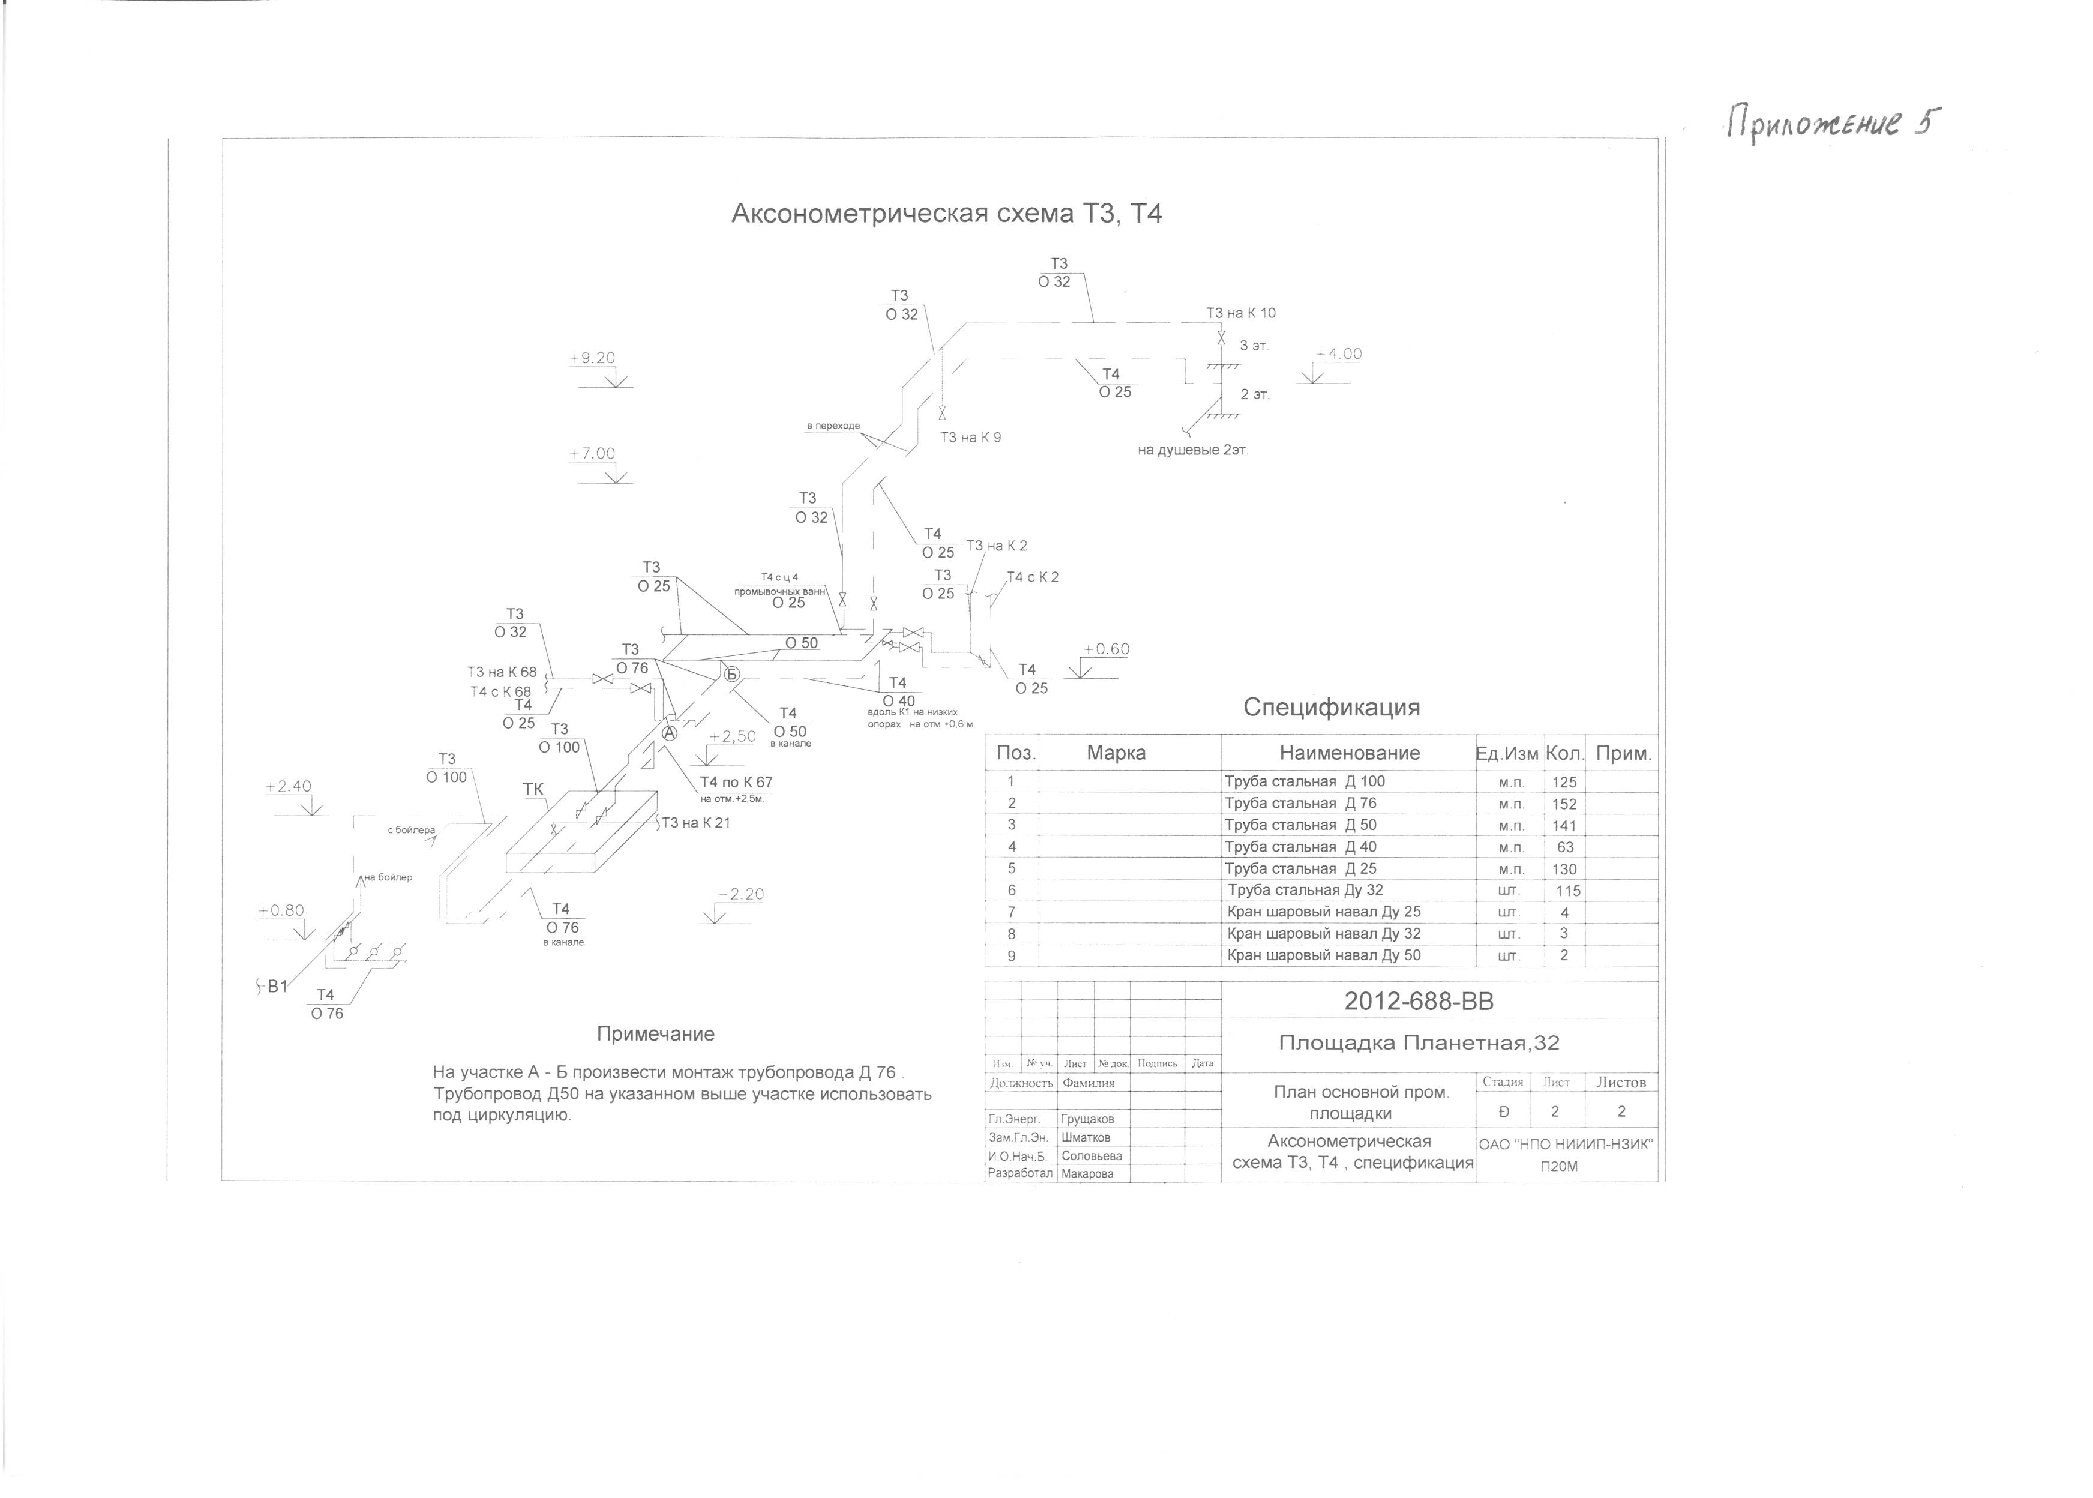 Приложение 5
Аксонометрическая схема Т3, Т4
Т3
О 32
Т3
О 32
Т3 на К 10
3 эт.
-4.00
+9.20
Т4
О 25
2 эт.
в переходе
Т3 на К 9
на душевые 2эт.
+7.00
Т3
О 32
Т4
О 25
Т3 на К 2
Т3
О 25
Т4 с ц 4
промывочных ванн
О 25
Т3
О 25
Т4 с К 2
Т3
О 32
О 50
Т3
О 76
+0.60
Б
Т3 на К 68
Т4 с К 68
Т4
О 25
Т4
О 40
вдоль К1 на низких
опорах на отм +0,6 м
Т4
О 25
Т4
О 50
в канале
А
+2,50
Т3
О 100
Т3
О 100
Т4 по К 67
на отм.+2,5м.
ТК
+2.40
с бойлера
Т3 на К 21
на бойлер
-2.20
+0.80
Т4
О 76
в канале
В1
Т4
О 76
Спецификация
Поз. Марка Наименование Ед.Изм Кол. Прим.
1 Труба стальная Д 100 м.п. 125
2 Труба стальная Д 76 м.п. 152
3 Труба стальная Д 50 м.п. 141
4 Труба стальная Д 40 м.п. 63
5 Труба стальная Д 25 м.п. 130
6 Труба стальная Ду 32 шт. 115
7 Кран шаровый навал Ду 25 шт. 4
8 Кран шаровый навал Ду 32 шт. 3
9 Кран шаровый навал Ду 50 шт. 2
Примечание
На участке А - Б произвести монтаж трубопровода Д 76 .
Трубопровод Д50 на указанном выше участке использовать
под циркуляцию.
2012-688-ВВ
Площадка Планетная,32
Изм. № уч. Лист № док. Подпись Дата
Должность Фамилия
Гл.Энерг. Грущаков
Зам.Гл.Эн. Шматков
И.О.Нач.Б. Соловьева
Разработал Макарова
План основной пром.
площадки
Стадия Лист Листов
Đ 2 2
Аксонометрическая
схема Т3, Т4 , спецификация
ОАО "НПО НИИИП-НЗИК"
П20М